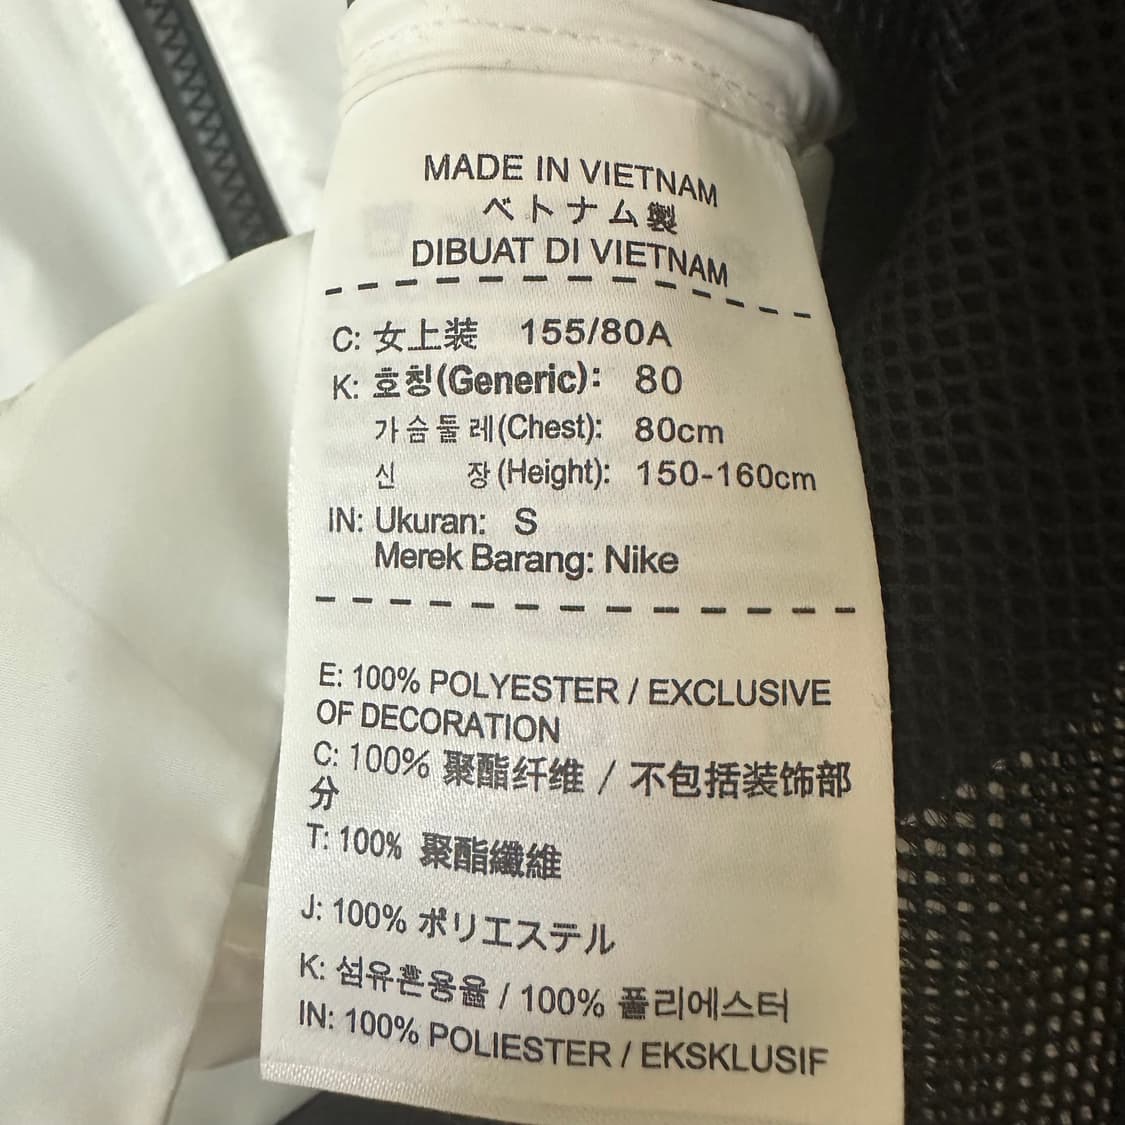 MADE IN VIETNAM
ベトナム製
DIBUAT DI VIETNAM
C: 女上装 155/80A
K: 호칭(Generic): 80
가슴둘레(Chest): 80cm
신 장(Height): 150-160cm
IN: Ukuran: S
Merek Barang: Nike
E: 100% POLYESTER / EXCLUSIVE
OF DECORATION
C: 100% 聚酯纤维 / 不包括装饰部
分
T: 100% 聚酯纖維
J: 100% ポリエステル
K: 섬유혼용율 / 100% 폴리에스터
IN: 100% POLIESTER / EKSKLUSIF